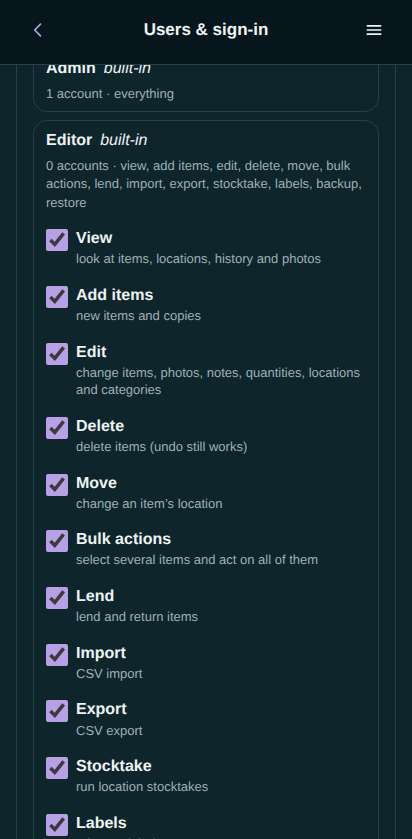 Users & sign-in
Admin built-in
1 account · everything
Editor built-in
0 accounts · view, add items, edit, delete, move, bulk
actions, lend, import, export, stocktake, labels, backup,
restore
View
look at items, locations, history and photos
Add items
new items and copies
Edit
change items, photos, notes, quantities, locations
and categories
Delete
delete items (undo still works)
Move
change an item's location
Bulk actions
select several items and act on all of them
Lend
lend and return items
Import
CSV import
Export
CSV export
Stocktake
run location stocktakes
Labels